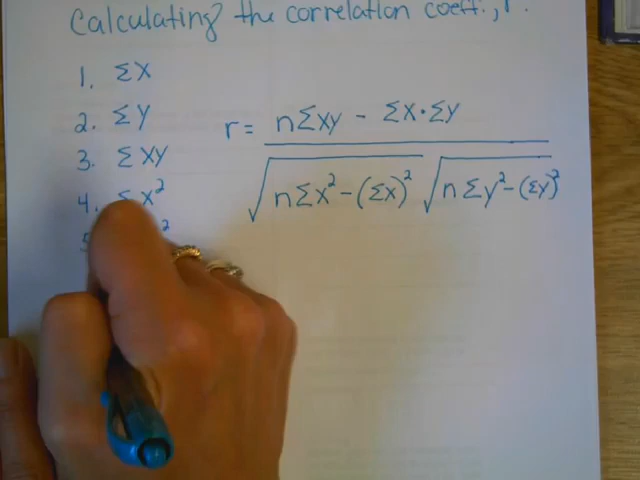 Calculating the correlation coeff., r.
1. ΣX
2. Σy
3. ΣXy
4. Σx²
r = nΣxy - Σx·Σy
√nΣx²-(Σx)² √nΣy²-(Σy)²